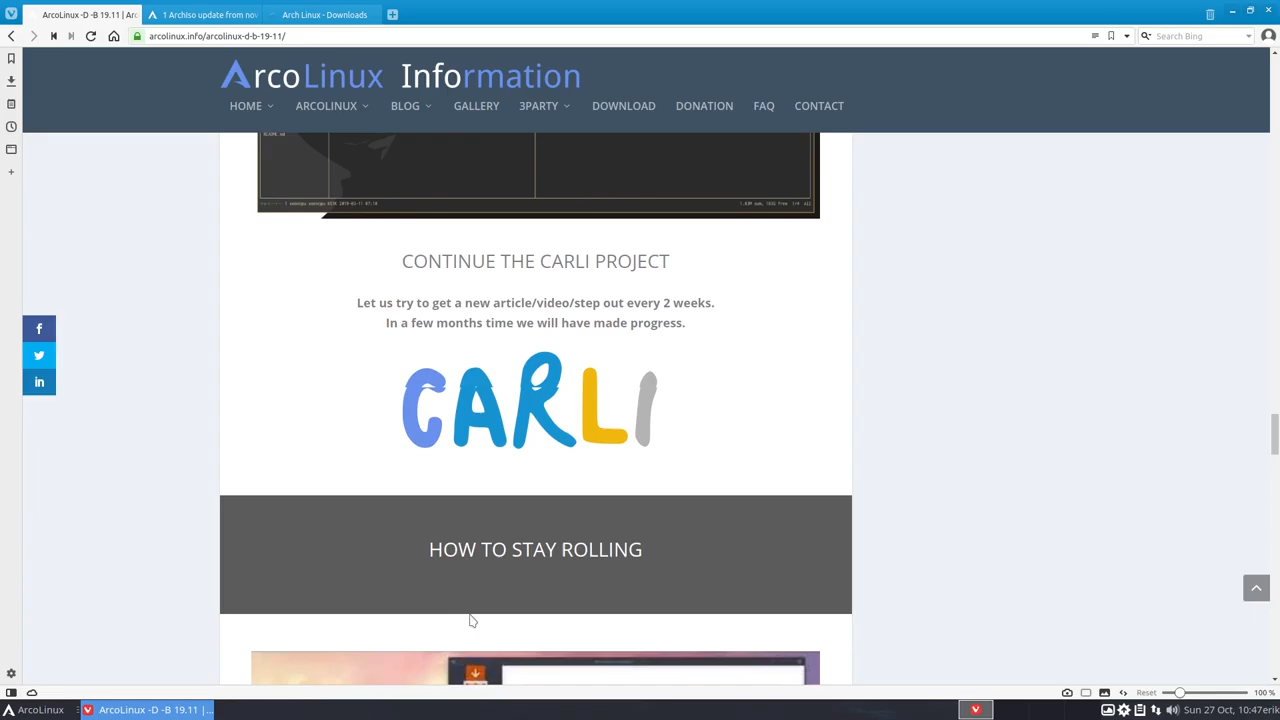 ArcoLinux -D -B 19.11 | Arc
1 Archiso update from nov
Arch Linux - Downloads
arcolinux.info/arcolinux-d-b-19-11/
Search Bing
ArcoLinux Information
HOME
ARCOLINUX
BLOG
GALLERY
3PARTY
DOWNLOAD
DONATION
FAQ
CONTACT
CONTINUE THE CARLI PROJECT
Let us try to get a new article/video/step out every 2 weeks.
In a few months time we will have made progress.
CARLI
HOW TO STAY ROLLING
Reset
100 %
ArcoLinux
ArcoLinux -D -B 19.11 |...
Sun 27 Oct, 10:47
erik